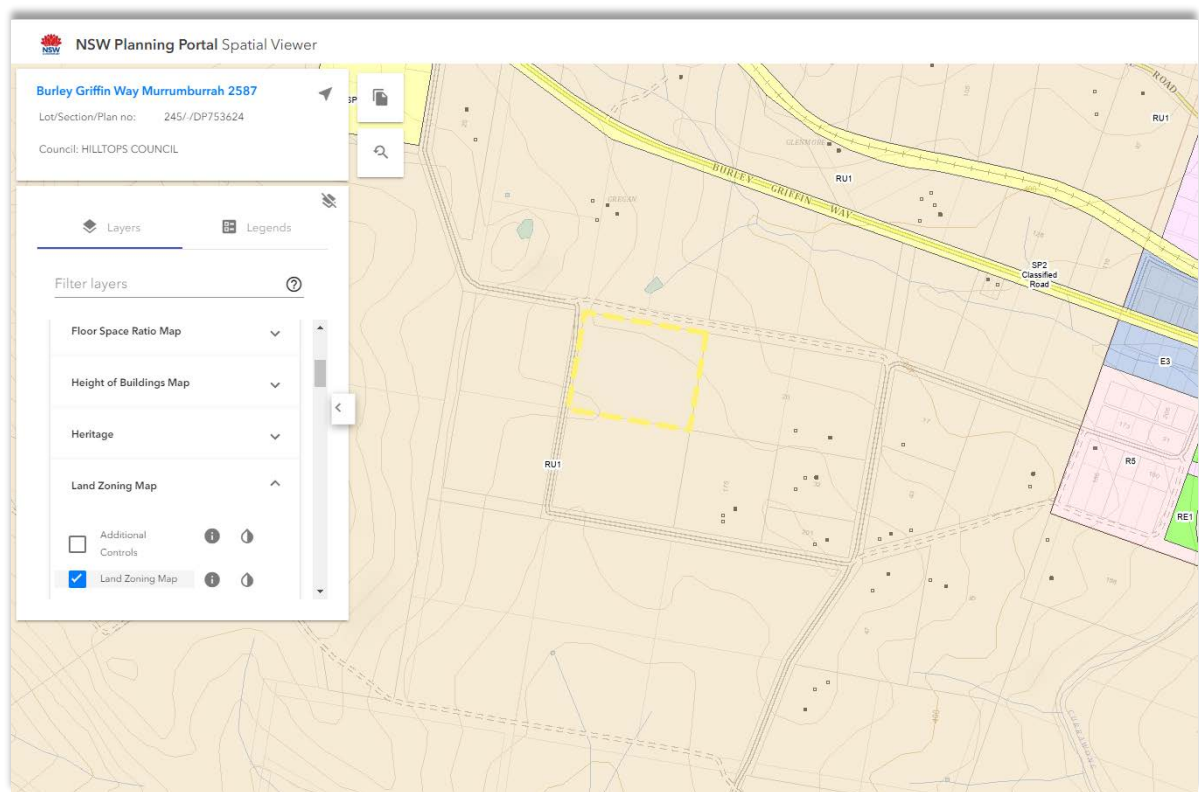 NSW
NSW Planning Portal Spatial Viewer
Burley Griffin Way Murrumburrah 2587
Lot/Section/Plan no: 245/-/DP753624
Council: HILLTOPS COUNCIL
Layers
Legends
Filter layers
Floor Space Ratio Map
Height of Buildings Map
Heritage
Land Zoning Map
Additional
Controls
Land Zoning Map
SP
ROAD
RU1
GLENMORE
RU1
BURLEY GRIFFIN WAY
SP2
Classified
Road
E3
R5
RE1
RU1